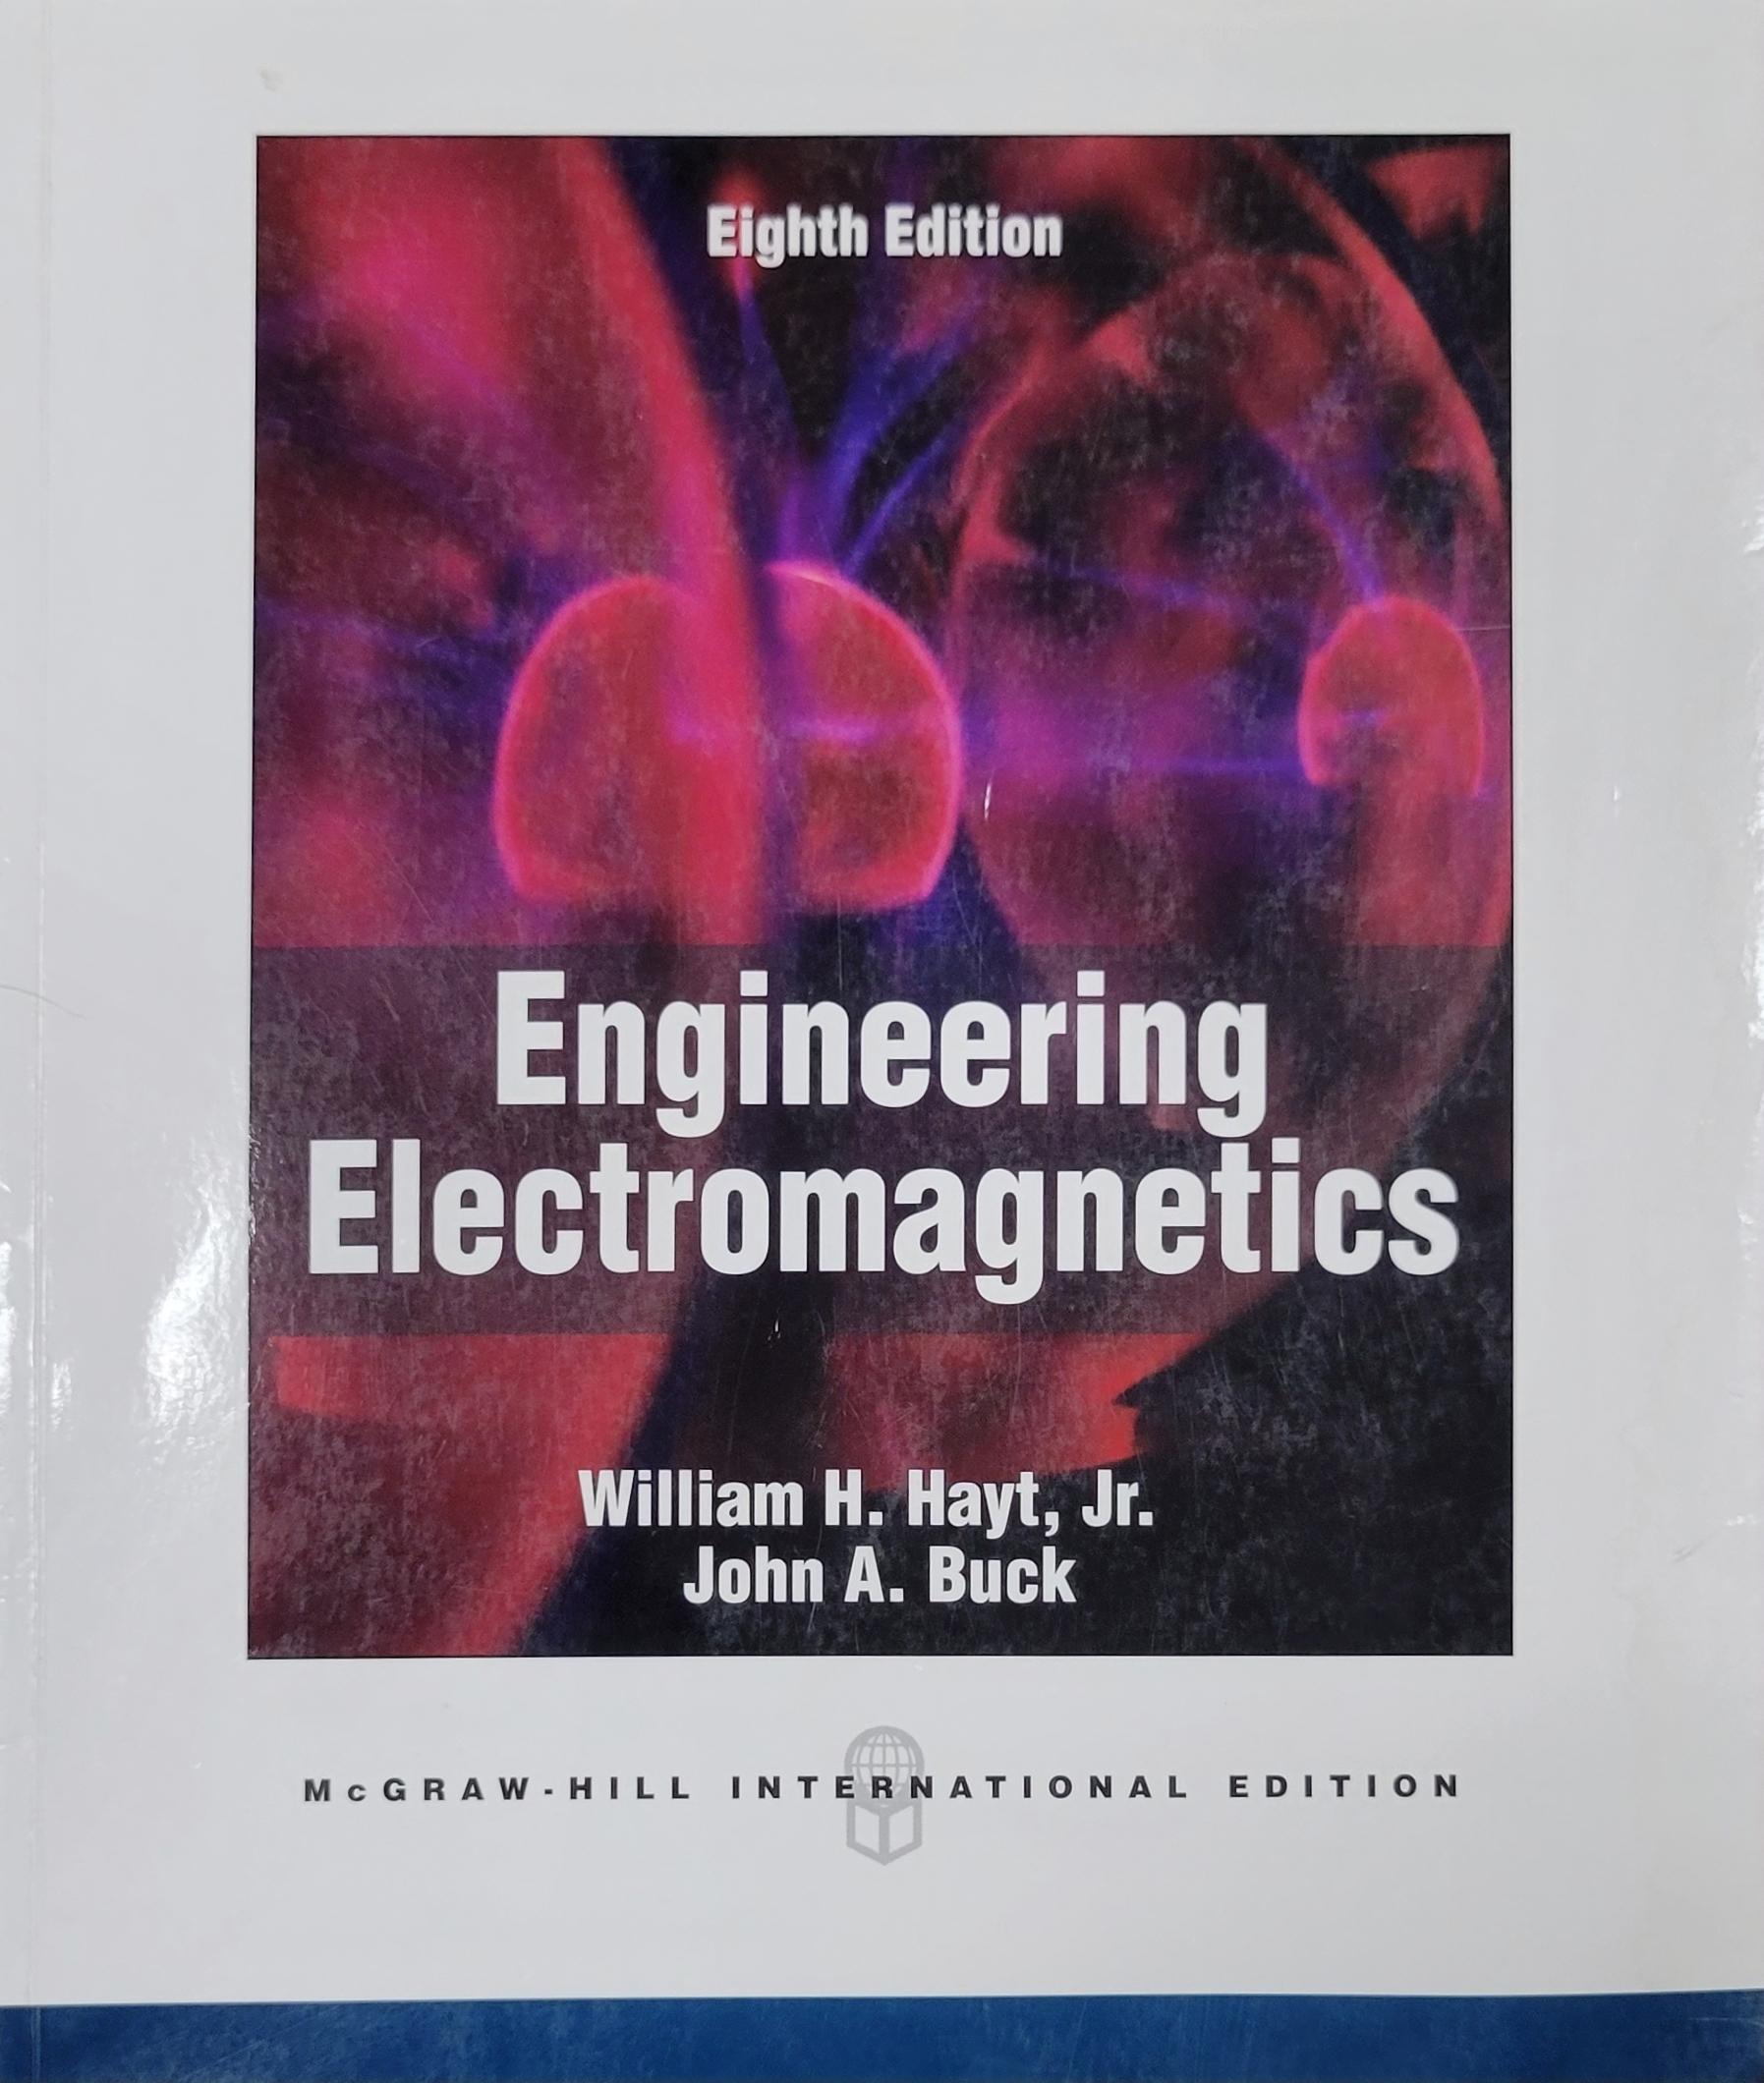 Eighth Edition
Engineering
Electromagnetics
William H. Hayt, Jr.
John A. Buck
McGRAW-HILL INTERNATIONAL EDITION